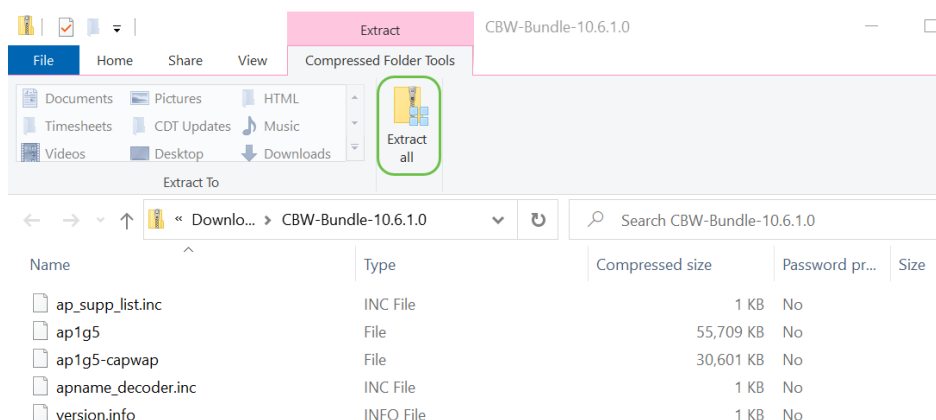 Extract
CBW-Bundle-10.6.1.0
File Home Share View Compressed Folder Tools
Documents Pictures HTML
Timesheets CDT Updates Music
Videos Desktop Downloads
Extract
all
Extract To
« Downlo... > CBW-Bundle-10.6.1.0
Search CBW-Bundle-10.6.1.0
Name Type Compressed size Password pr... Size
ap_supp_list.inc INC File 1 KB No
ap1g5 File 55,709 KB No
ap1g5-capwap File 30,601 KB No
apname_decoder.inc INC File 1 KB No
version.info INFO File 1 KB No